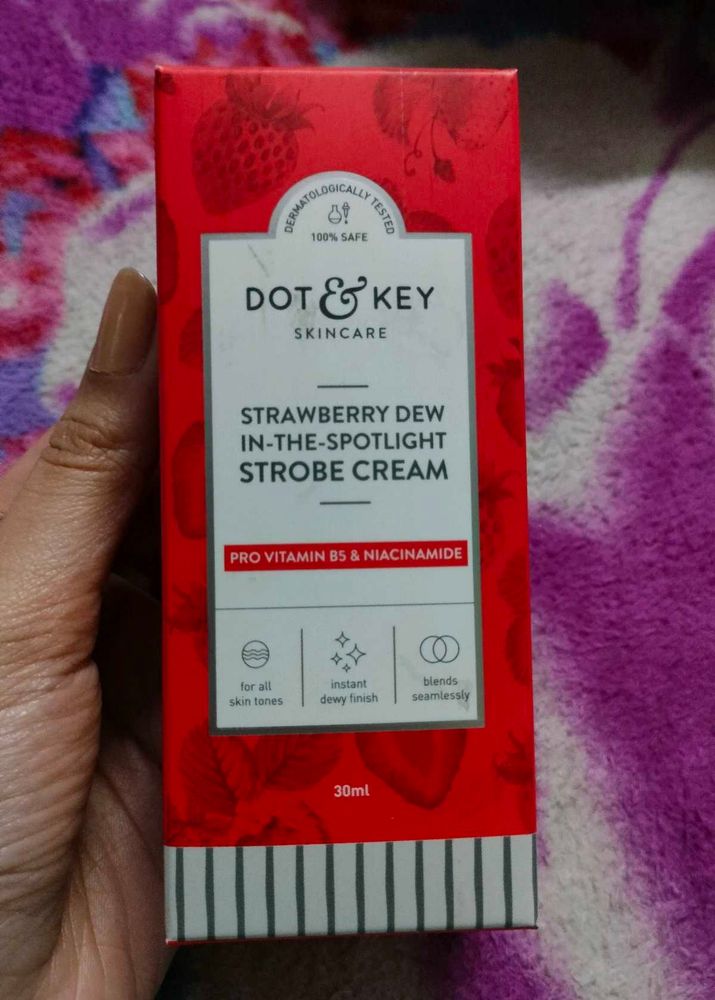 DERMATOLOGICALLY TESTED
100% SAFE
DOT & KEY
SKINCARE
STRAWBERRY DEW
IN-THE-SPOTLIGHT
STROBE CREAM
PRO VITAMIN B5 & NIACINAMIDE
for all
skin tones
instant
dewy finish
blends
seamlessly
30ml